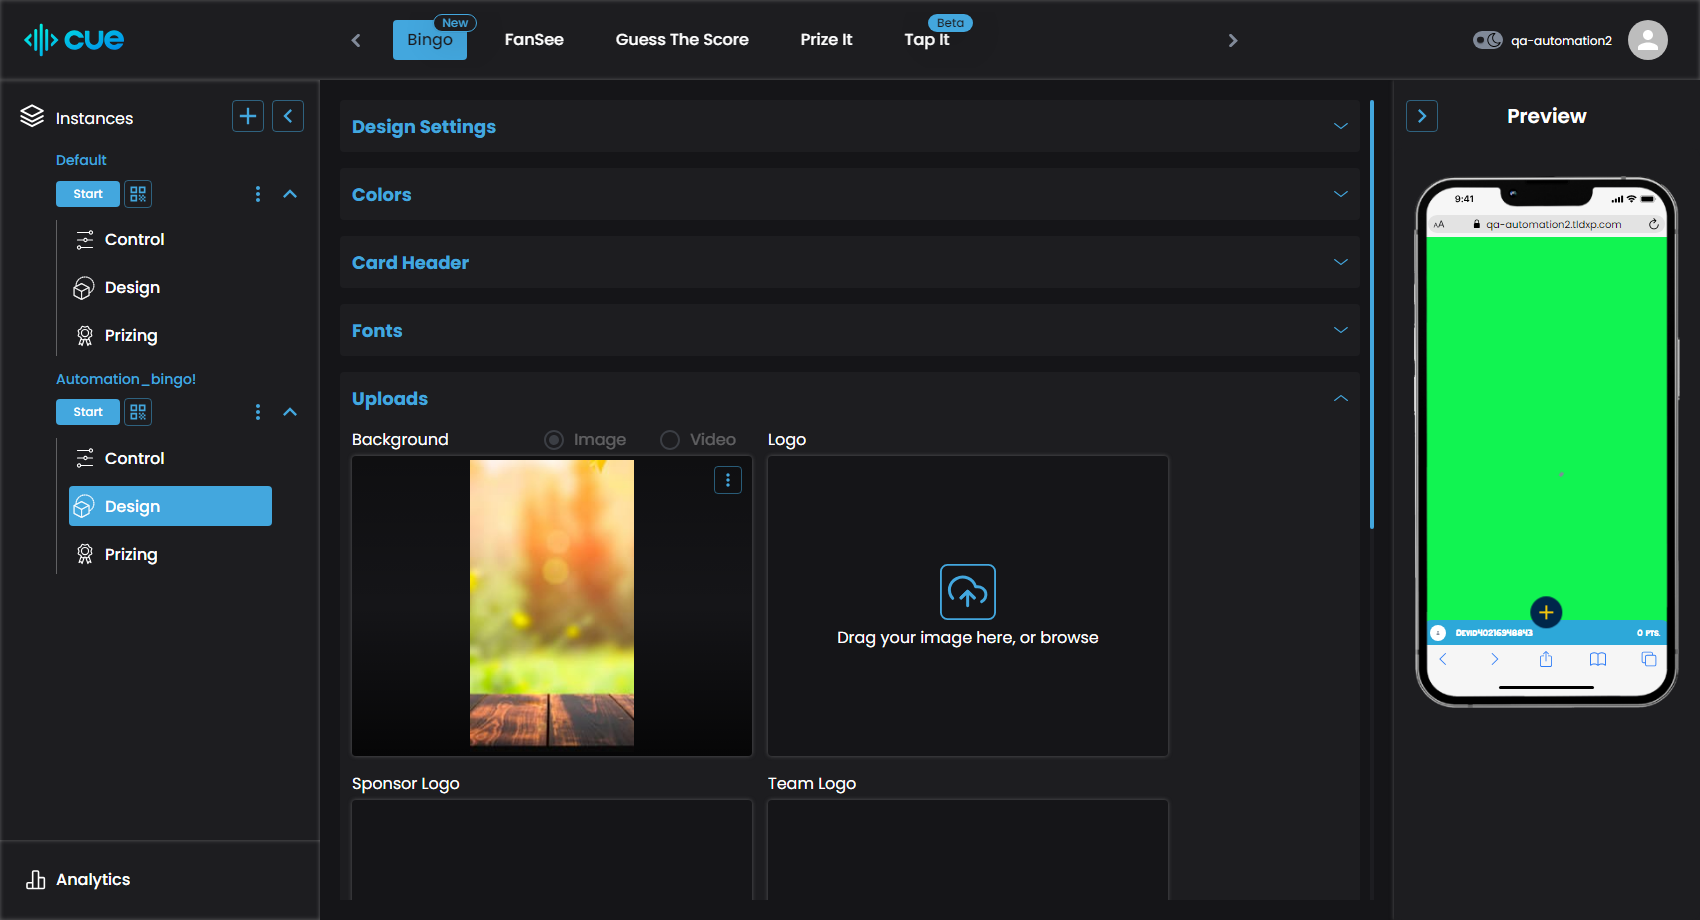 cue
Bingo
New
FanSee
Guess The Score
Prize It
Tap It
Beta
qa-automation2
Instances
Default
Start
Control
Design
Prizing
Automation_bingo!
Start
Control
Design
Prizing
Analytics
Design Settings
Colors
Card Header
Fonts
Uploads
Background
Image
Video
Logo
Drag your image here, or browse
Sponsor Logo
Team Logo
Preview
9:41
AA
qa-automation2.tldxp.com
0 PTS.